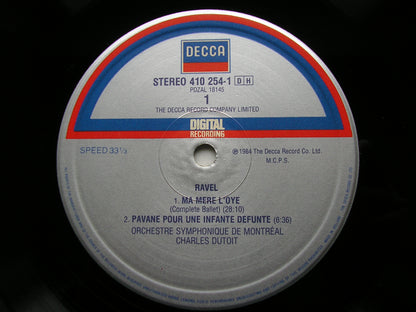 DECCA
STEREO 410 254-1 DH
PDZAL 18145
1
THE DECCA RECORD COMPANY LIMITED
DIGITAL
RECORDING
SPEED 33⅓
℗ 1984 The Decca Record Co. Ltd.
M.C.P.S.
RAVEL
1. MA MERE L'OYE
(Complete Ballet) (28:10)
2. PAVANE POUR UNE INFANTE DEFUNTE (6:36)
ORCHESTRE SYMPHONIQUE DE MONTRÉAL
CHARLES DUTOIT